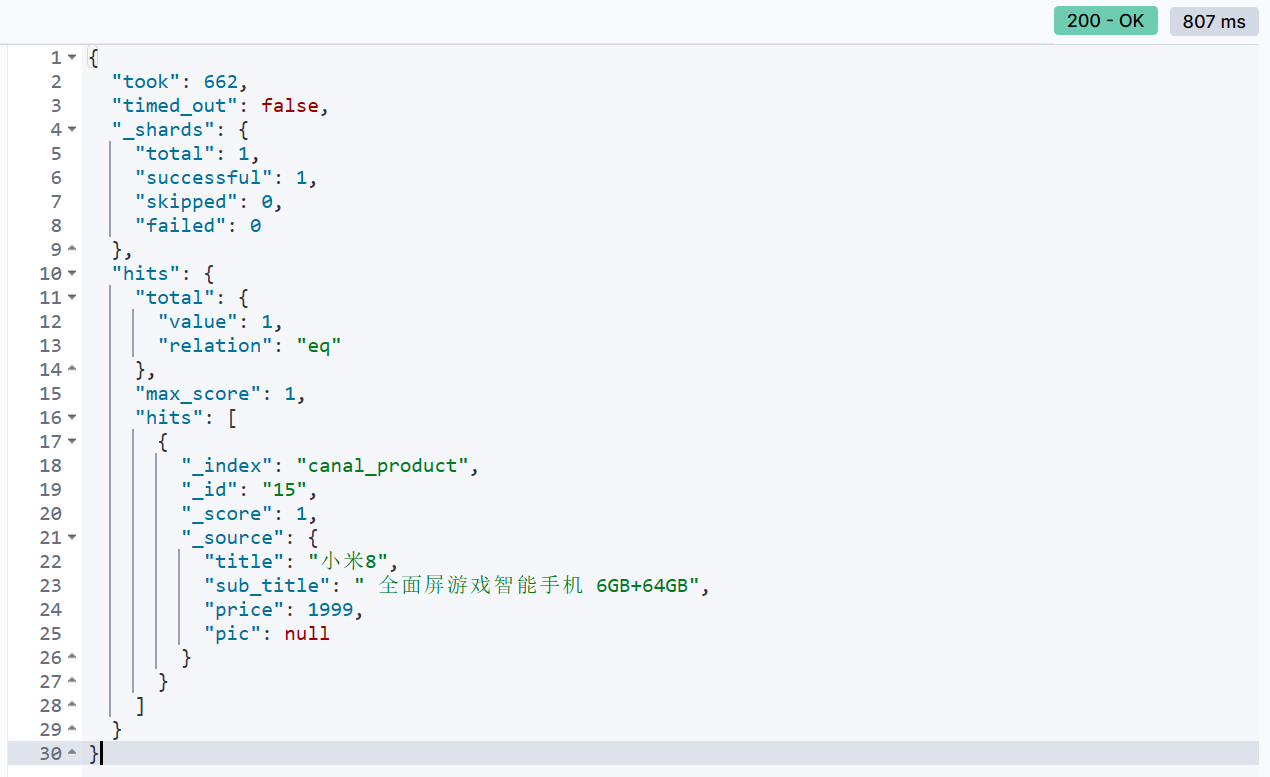 200 - OK 807 ms
1 {
2 "took": 662,
3 "timed_out": false,
4 "_shards": {
5 "total": 1,
6 "successful": 1,
7 "skipped": 0,
8 "failed": 0
9 },
10 "hits": {
11 "total": {
12 "value": 1,
13 "relation": "eq"
14 },
15 "max_score": 1,
16 "hits": [
17 {
18 "_index": "canal_product",
19 "_id": "15",
20 "_score": 1,
21 "_source": {
22 "title": "小米8",
23 "sub_title": " 全面屏游戏智能手机 6GB+64GB",
24 "price": 1999,
25 "pic": null
26 }
27 }
28 ]
29 }
30 }